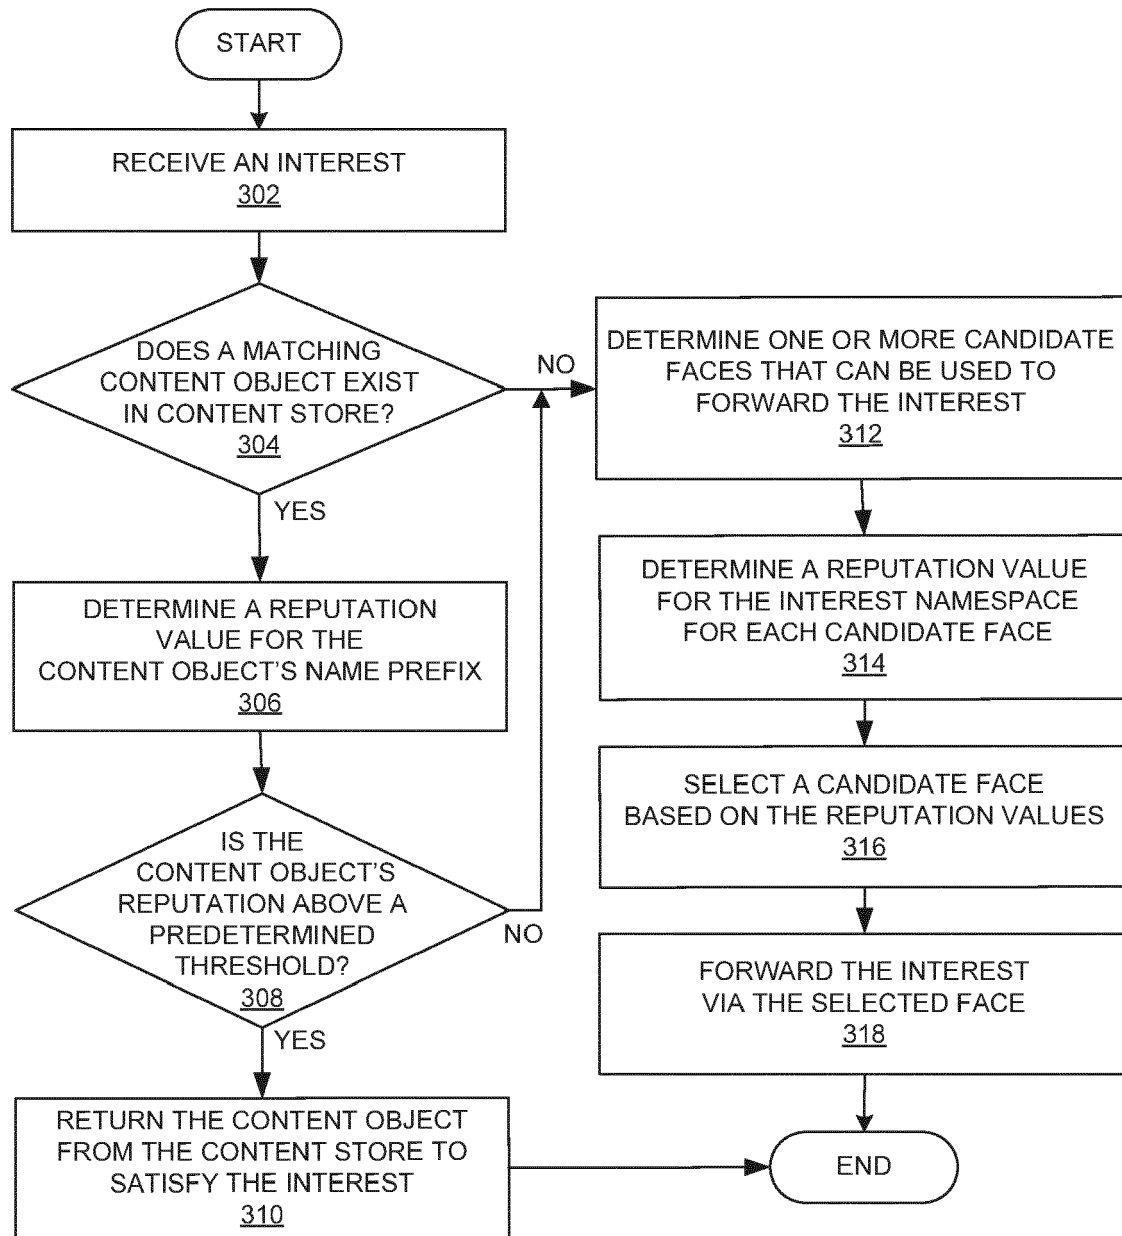 START
RECEIVE AN INTEREST
302
DOES A MATCHING
CONTENT OBJECT EXIST
IN CONTENT STORE?
304
NO
YES
DETERMINE A REPUTATION
VALUE FOR THE
CONTENT OBJECT'S NAME PREFIX
306
IS THE
CONTENT OBJECT'S
REPUTATION ABOVE A
PREDETERMINED
THRESHOLD?
308
NO
YES
RETURN THE CONTENT OBJECT
FROM THE CONTENT STORE TO
SATISFY THE INTEREST
310
DETERMINE ONE OR MORE CANDIDATE
FACES THAT CAN BE USED TO
FORWARD THE INTEREST
312
DETERMINE A REPUTATION VALUE
FOR THE INTEREST NAMESPACE
FOR EACH CANDIDATE FACE
314
SELECT A CANDIDATE FACE
BASED ON THE REPUTATION VALUES
316
FORWARD THE INTEREST
VIA THE SELECTED FACE
318
END